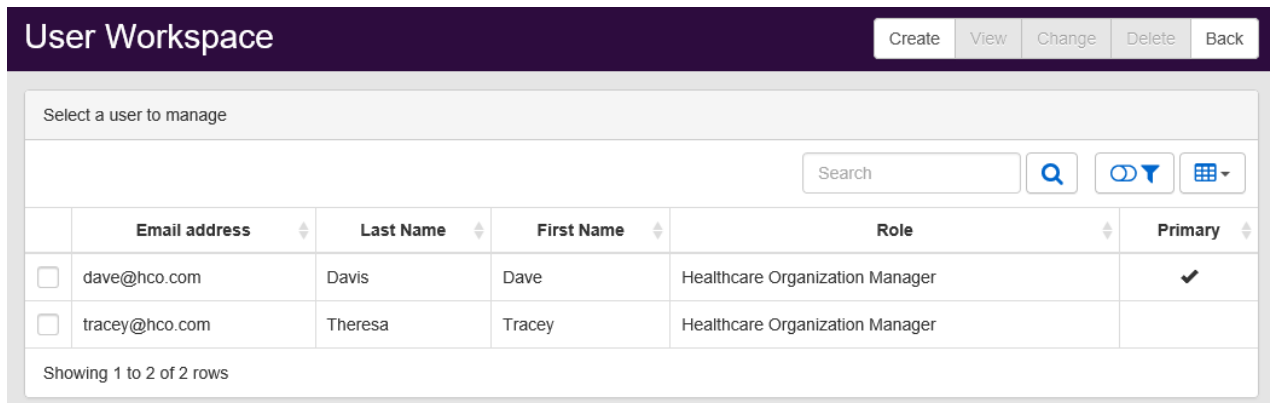 User Workspace
Create View Change Delete Back
Select a user to manage
Search
Email address Last Name First Name Role Primary
dave@hco.com Davis Dave Healthcare Organization Manager
tracey@hco.com Theresa Tracey Healthcare Organization Manager
Showing 1 to 2 of 2 rows